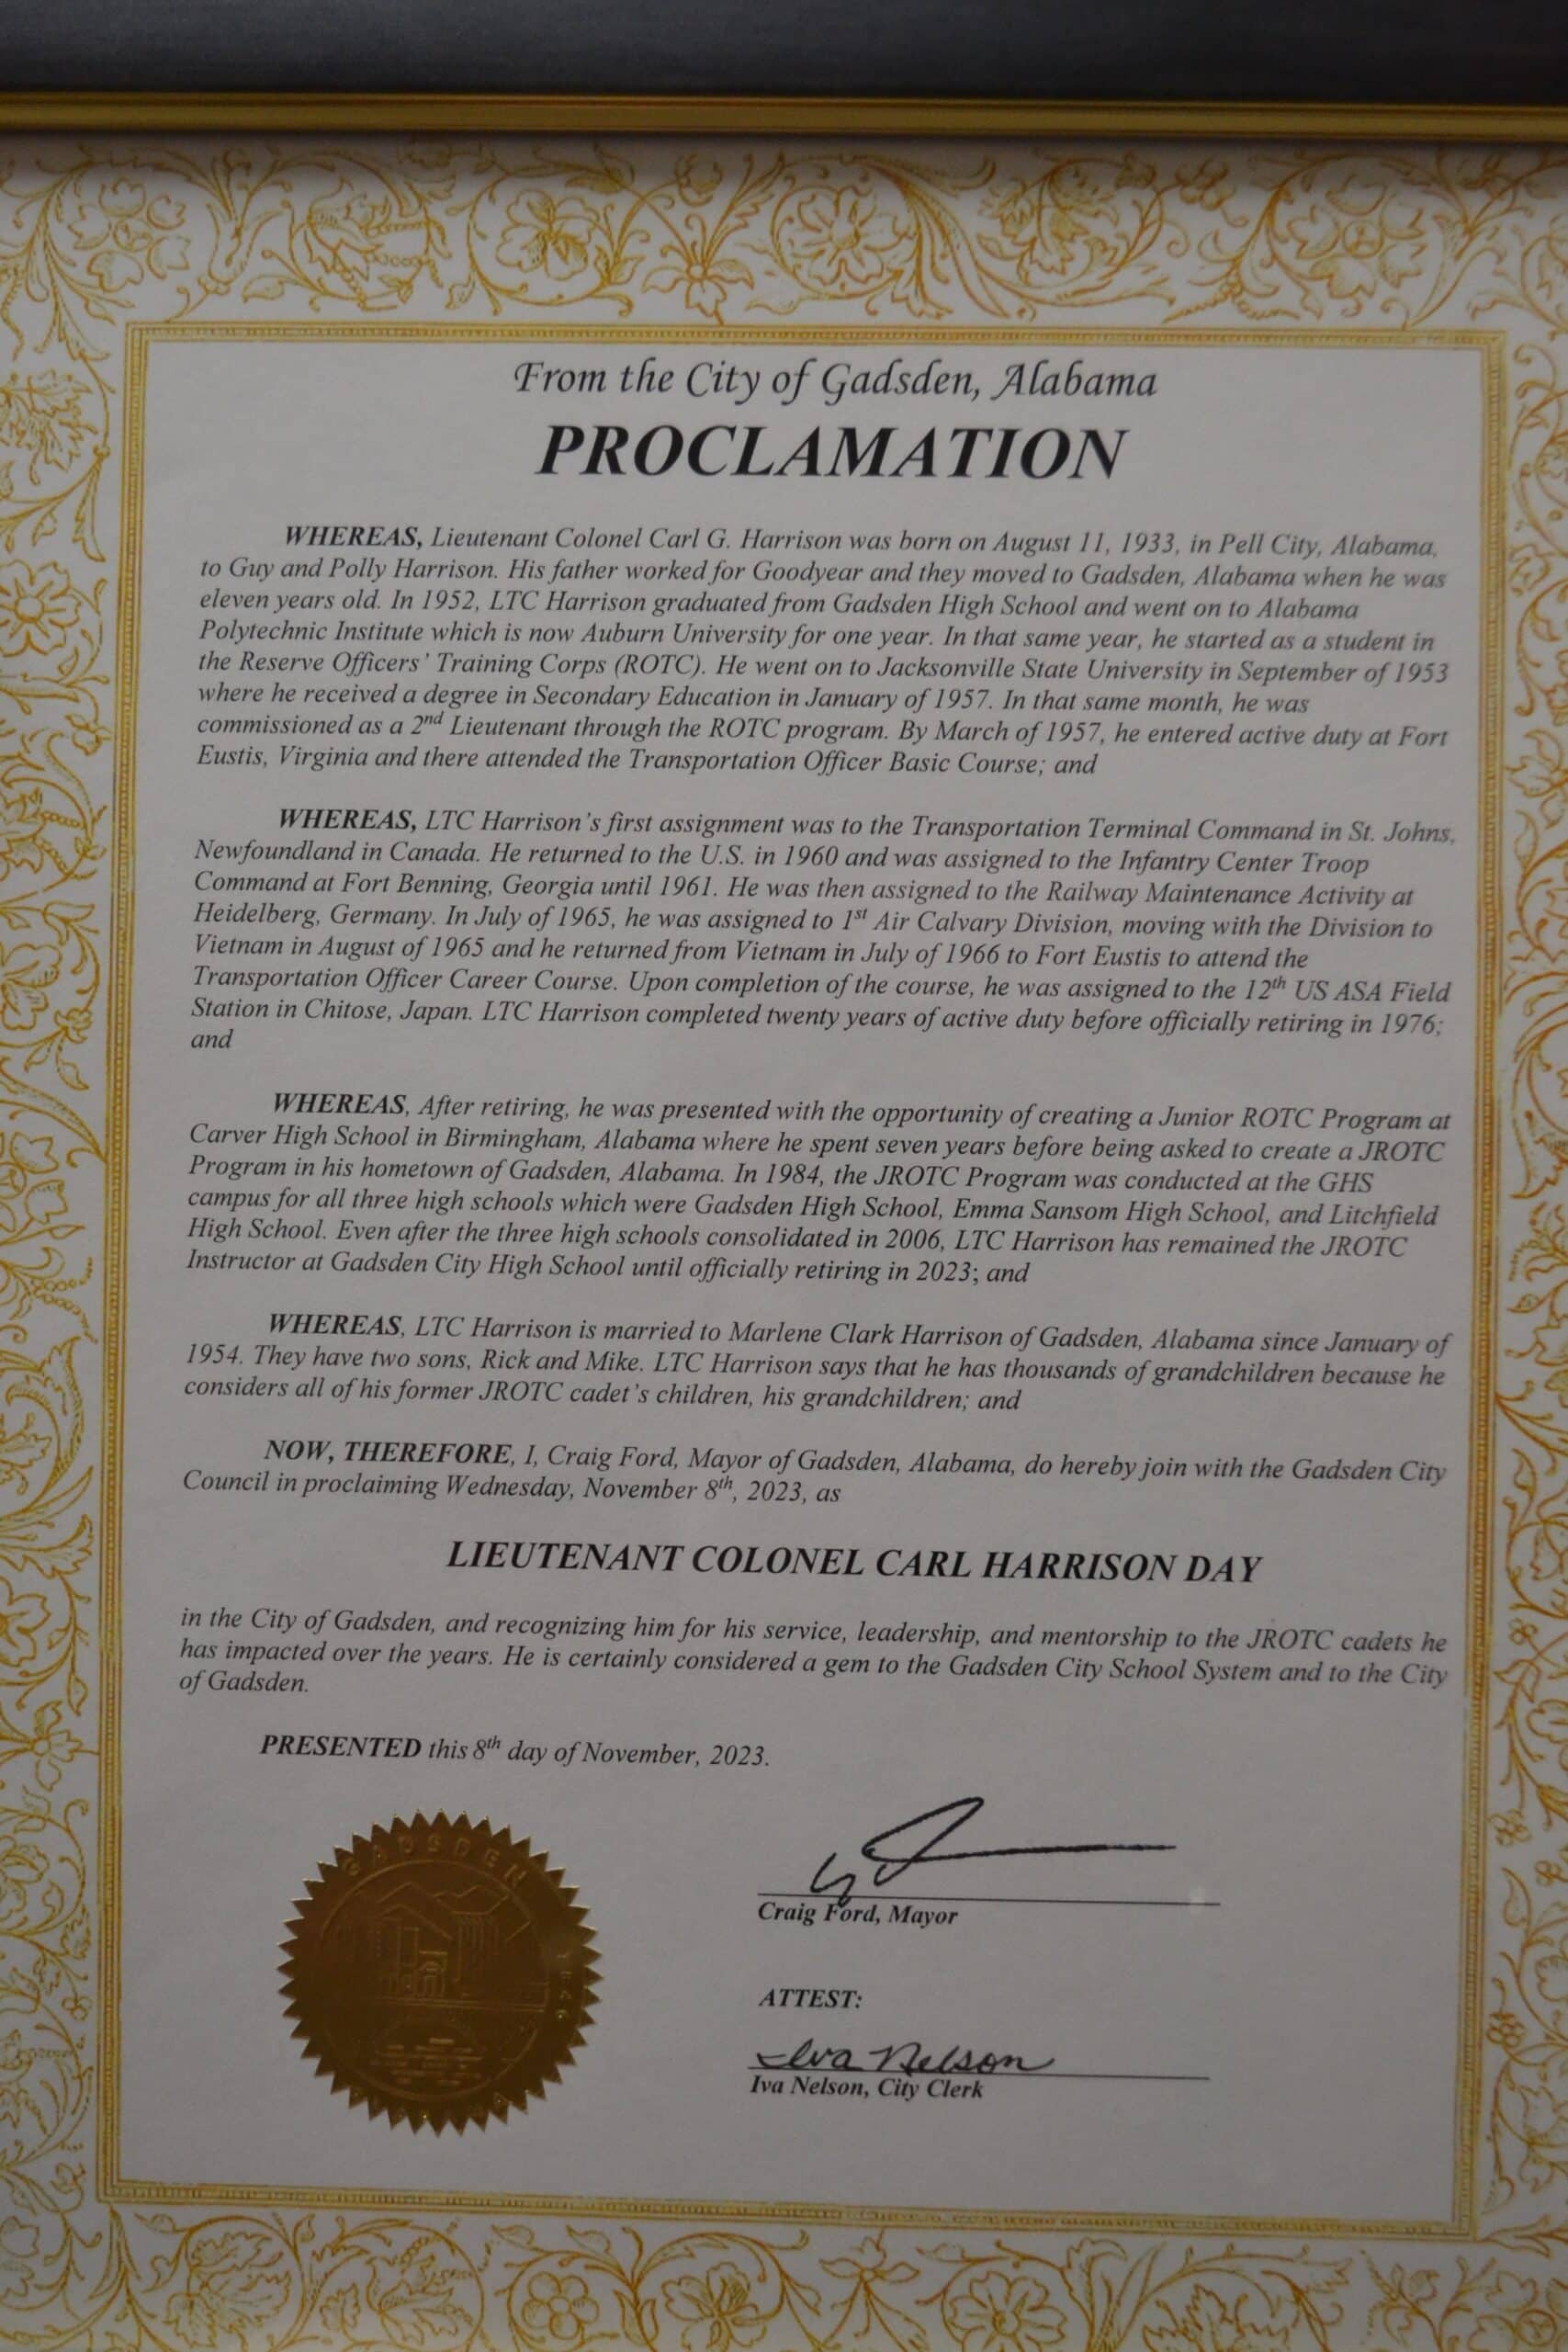 From the City of Gadsden, Alabama
PROCLAMATION
WHEREAS, Lieutenant Colonel Carl G. Harrison was born on August 11, 1933, in Pell City, Alabama,
to Guy and Polly Harrison. His father worked for Goodyear and they moved to Gadsden, Alabama when he was
eleven years old. In 1952, LTC Harrison graduated from Gadsden High School and went on to Alabama
Polytechnic Institute which is now Auburn University for one year. In that same year, he started as a student in
the Reserve Officers' Training Corps (ROTC). He went on to Jacksonville State University in September of 1953
where he received a degree in Secondary Education in January of 1957. In that same month, he was
commissioned as a 2nd Lieutenant through the ROTC program. By March of 1957, he entered active duty at Fort
Eustis, Virginia and there attended the Transportation Officer Basic Course; and
WHEREAS, LTC Harrison's first assignment was to the Transportation Terminal Command in St. Johns,
Newfoundland in Canada. He returned to the U.S. in 1960 and was assigned to the Infantry Center Troop
Command at Fort Benning, Georgia until 1961. He was then assigned to the Railway Maintenance Activity at
Heidelberg, Germany. In July of 1965, he was assigned to 1st Air Calvary Division, moving with the Division to
Vietnam in August of 1965 and he returned from Vietnam in July of 1966 to Fort Eustis to attend the
Transportation Officer Career Course. Upon completion of the course, he was assigned to the 12th US ASA Field
Station in Chitose, Japan. LTC Harrison completed twenty years of active duty before officially retiring in 1976;
and
WHEREAS, After retiring, he was presented with the opportunity of creating a Junior ROTC Program at
Carver High School in Birmingham, Alabama where he spent seven years before being asked to create a JROTC
Program in his hometown of Gadsden, Alabama. In 1984, the JROTC Program was conducted at the GHS
campus for all three high schools which were Gadsden High School, Emma Sansom High School, and Litchfield
High School. Even after the three high schools consolidated in 2006, LTC Harrison has remained the JROTC
Instructor at Gadsden City High School until officially retiring in 2023; and
WHEREAS, LTC Harrison is married to Marlene Clark Harrison of Gadsden, Alabama since January of
1954. They have two sons, Rick and Mike. LTC Harrison says that he has thousands of grandchildren because he
considers all of his former JROTC cadet's children, his grandchildren; and
NOW, THEREFORE, I, Craig Ford, Mayor of Gadsden, Alabama, do hereby join with the Gadsden City
Council in proclaiming Wednesday, November 8th, 2023, as
LIEUTENANT COLONEL CARL HARRISON DAY
in the City of Gadsden, and recognizing him for his service, leadership, and mentorship to the JROTC cadets he
has impacted over the years. He is certainly considered a gem to the Gadsden City School System and to the City
of Gadsden.
PRESENTED this 8th day of November, 2023.
GADSDEN
Craig Ford, Mayor
ATTEST:
Iva Nelson
Iva Nelson, City Clerk